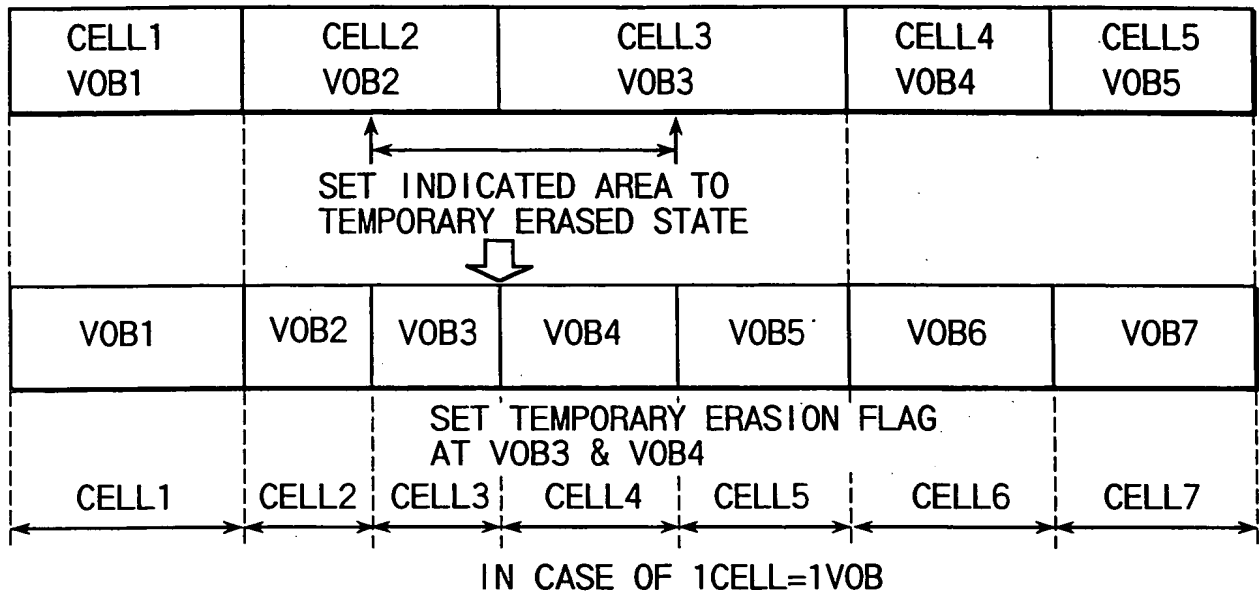 CELL1 CELL2 CELL3 CELL4 CELL5
VOB1 VOB2 VOB3 VOB4 VOB5
SET INDICATED AREA TO
TEMPORARY ERASED STATE
VOB1 VOB2 VOB3 VOB4 VOB5 VOB6 VOB7
SET TEMPORARY ERASION FLAG
AT VOB3 & VOB4
CELL1 CELL2 CELL3 CELL4 CELL5 CELL6 CELL7
IN CASE OF 1CELL=1VOB